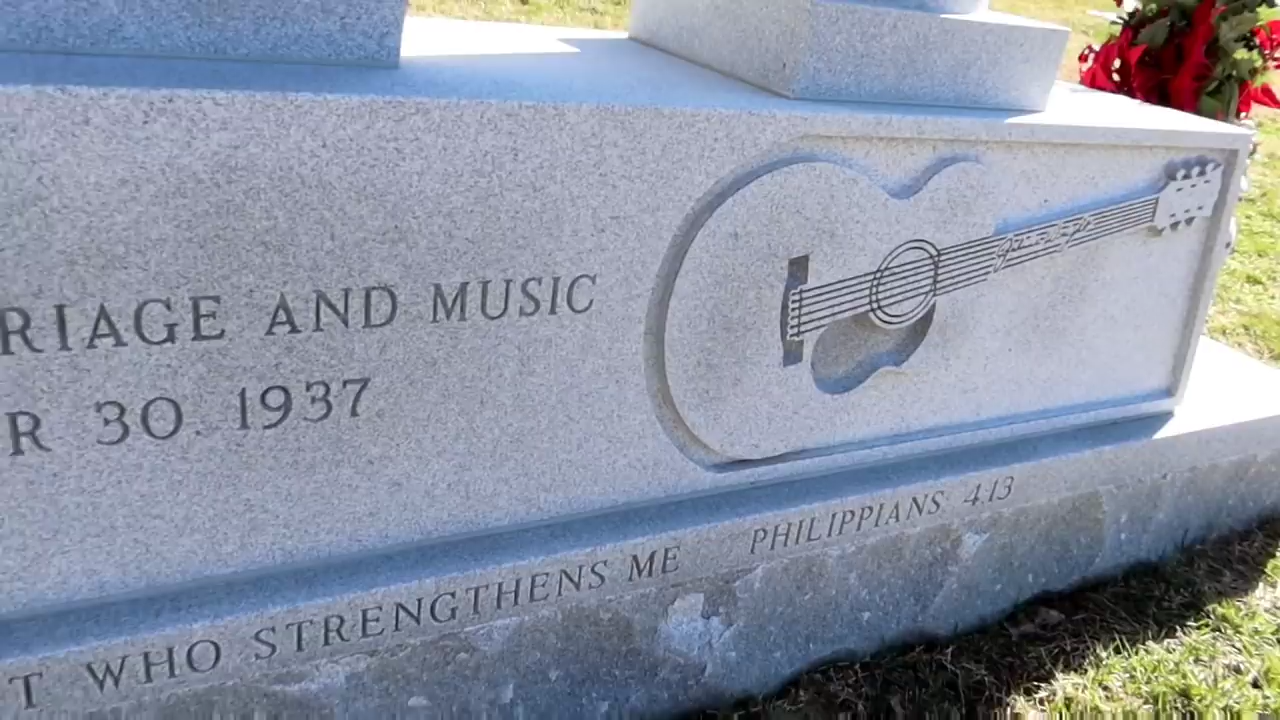 RIAGE AND MUSIC
R 30, 1937
T WHO STRENGTHENS ME PHILIPPIANS 4:13